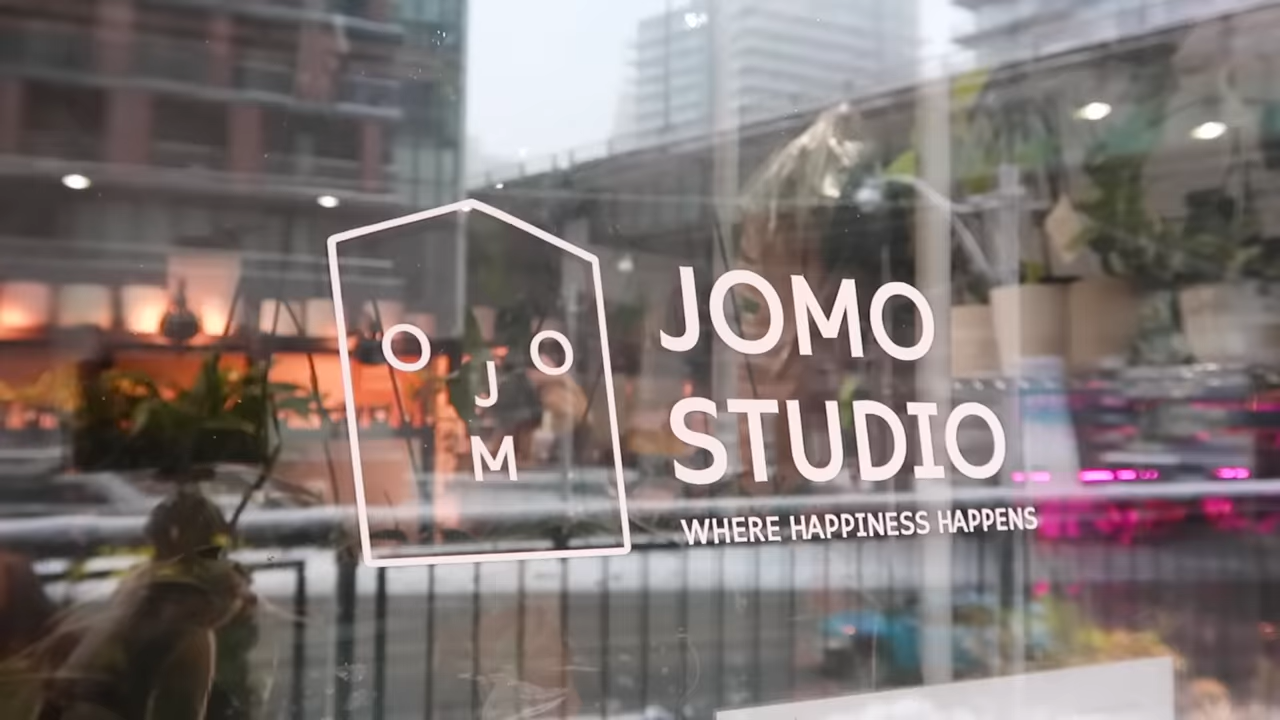 O O
J
M
JOMO
STUDIO
WHERE HAPPINESS HAPPENS